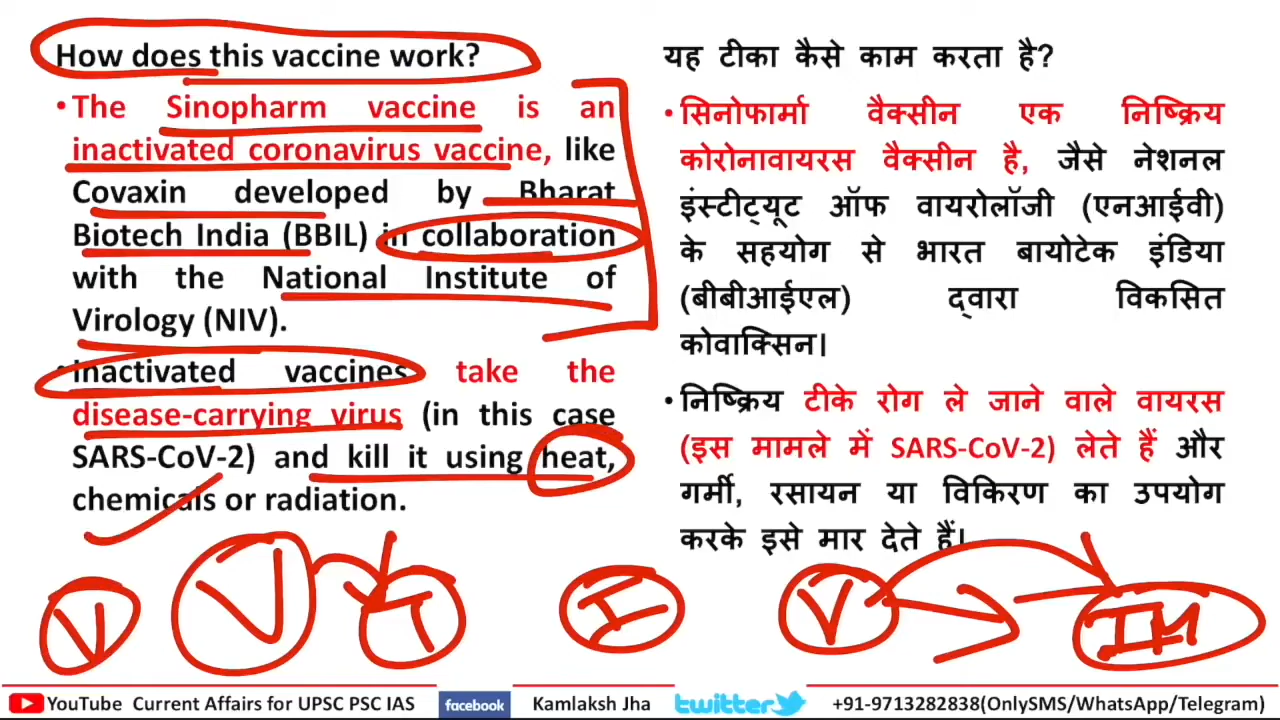 How does this vaccine work?
• The Sinopharm vaccine is an
inactivated coronavirus vaccine, like
Covaxin developed by Bharat
Biotech India (BBIL) in collaboration
with the National Institute of
Virology (NIV).
• Inactivated vaccines take the
disease-carrying virus (in this case
SARS-CoV-2) and kill it using heat,
chemicals or radiation.
यह टीका कैसे काम करता है?
• सिनोफार्मा वैक्सीन एक निष्क्रिय
कोरोनावायरस वैक्सीन है, जैसे नेशनल
इंस्टीट्यूट ऑफ वायरोलॉजी (एनआईवी)
के सहयोग से भारत बायोटेक इंडिया
(बीबीआईएल) द्वारा विकसित
कोवाक्सिन।
• निष्क्रिय टीके रोग ले जाने वाले वायरस
(इस मामले में SARS-CoV-2) लेते हैं और
गर्मी, रसायन या विकिरण का उपयोग
करके इसे मार देते हैं।
V V I I V IM
YouTube Current Affairs for UPSC PSC IAS facebook Kamlaksh Jha twitter +91-9713282838(OnlySMS/WhatsApp/Telegram)